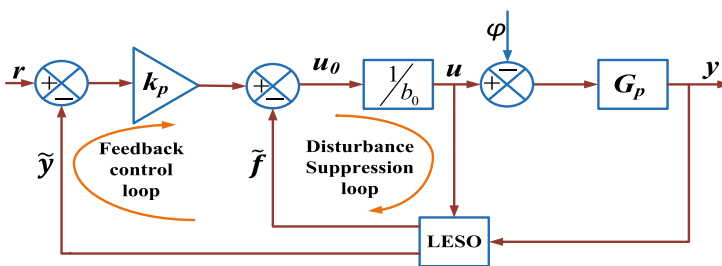 φ
r
+
−
k_p
+
−
u_0
1/b_0
u
+
−
G_p
y
ỹ
Feedback
control
loop
f̃
Disturbance
Suppression
loop
LESO